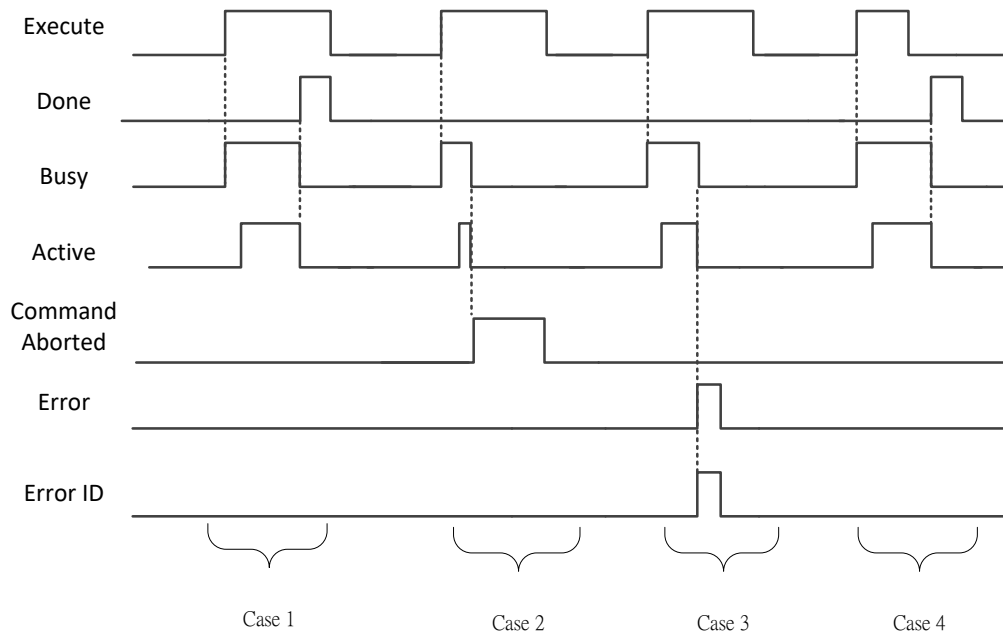 Execute
Done
Busy
Active
Command
Aborted
Error
Error ID
Case 1
Case 2
Case 3
Case 4